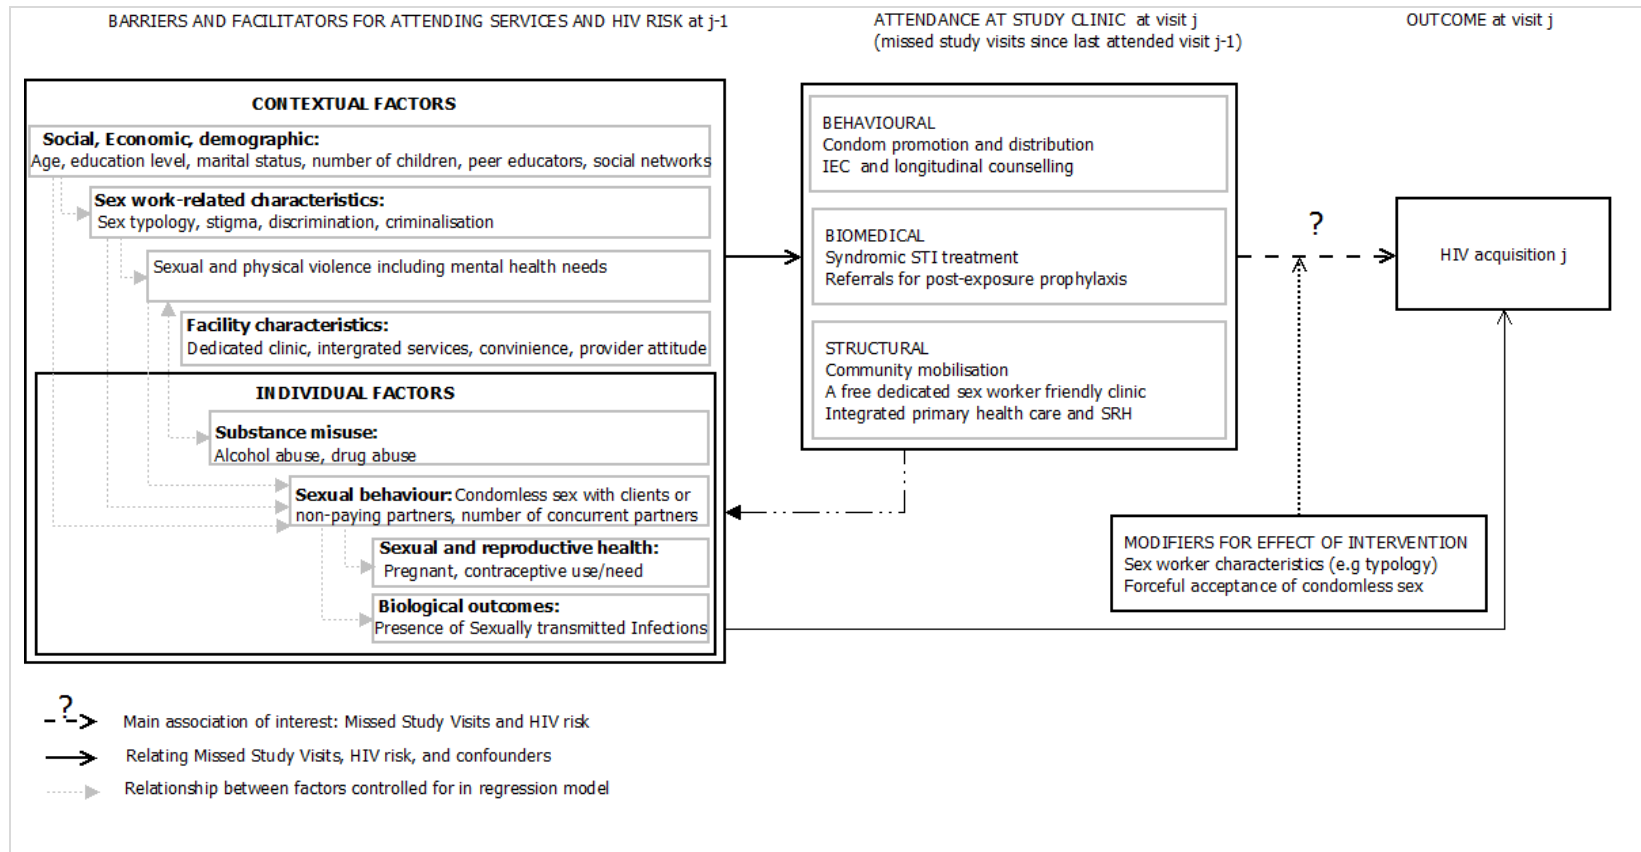 BARRIERS AND FACILITATORS FOR ATTENDING SERVICES AND HIV RISK at j-1
ATTENDANCE AT STUDY CLINIC at visit j
(missed study visits since last attended visit j-1)
OUTCOME at visit j
CONTEXTUAL FACTORS
Social, Economic, demographic:
Age, education level, marital status, number of children, peer educators, social networks
Sex work-related characteristics:
Sex typology, stigma, discrimination, criminalisation
Sexual and physical violence including mental health needs
Facility characteristics:
Dedicated clinic, intergrated services, convinience, provider attitude
INDIVIDUAL FACTORS
Substance misuse:
Alcohol abuse, drug abuse
Sexual behaviour: Condomless sex with clients or
non-paying partners, number of concurrent partners
Sexual and reproductive health:
Pregnant, contraceptive use/need
Biological outcomes:
Presence of Sexually transmitted Infections
BEHAVIOURAL
Condom promotion and distribution
IEC and longitudinal counselling
BIOMEDICAL
Syndromic STI treatment
Referrals for post-exposure prophylaxis
STRUCTURAL
Community mobilisation
A free dedicated sex worker friendly clinic
Integrated primary health care and SRH
?
HIV acquisition j
MODIFIERS FOR EFFECT OF INTERVENTION
Sex worker characteristics (e.g typology)
Forceful acceptance of condomless sex
?
Main association of interest: Missed Study Visits and HIV risk
Relating Missed Study Visits, HIV risk, and confounders
Relationship between factors controlled for in regression model